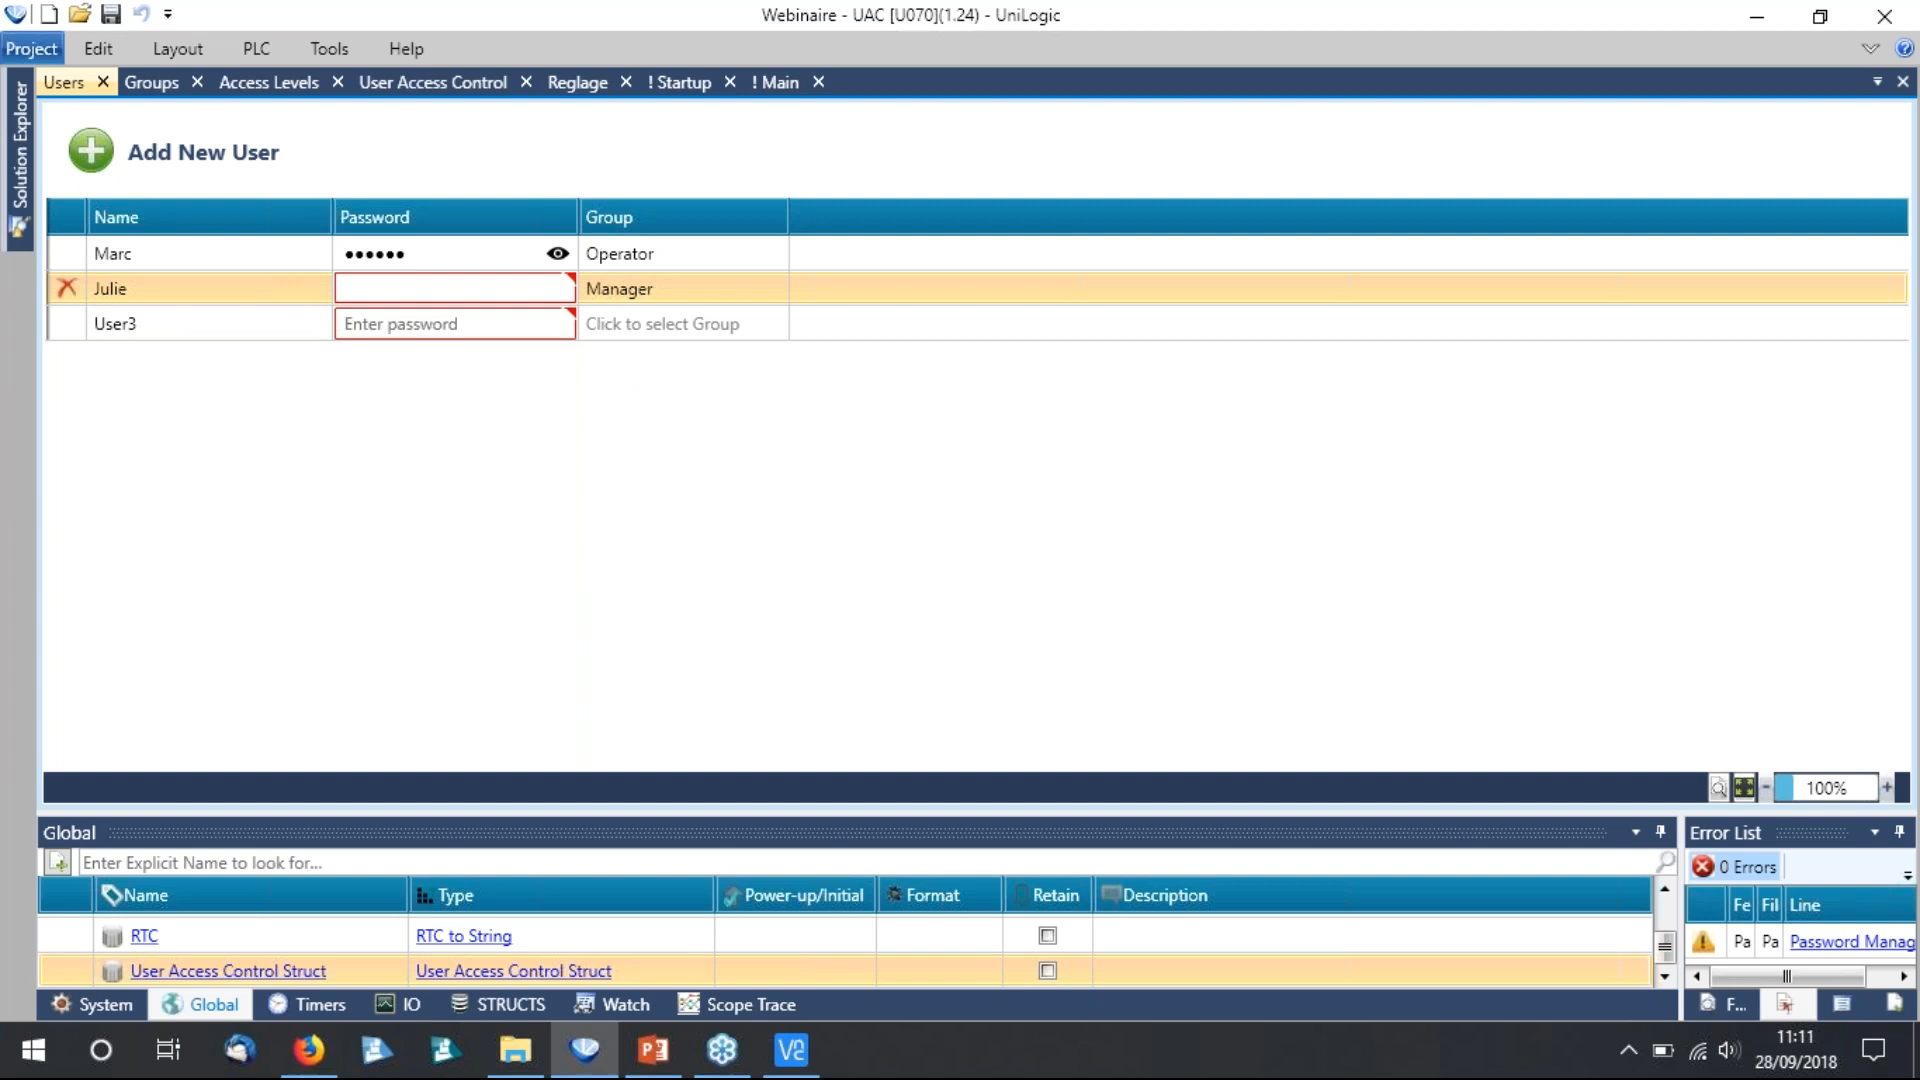 Webinaire - UAC [U070](1.24) - UniLogic
Project Edit Layout PLC Tools Help
Users Groups Access Levels User Access Control Reglage ! Startup ! Main
Solution Explorer
Add New User
Name Password Group
Marc •••••• Operator
Julie Manager
User3 Enter password Click to select Group
100%
Global
Enter Explicit Name to look for...
Name Type Power-up/Initial Format Retain Description
RTC RTC to String
User Access Control Struct User Access Control Struct
System Global Timers IO STRUCTS Watch Scope Trace
Error List
0 Errors
Fe Fil Line
Pa Pa Password Manag
F...
11:11
28/09/2018